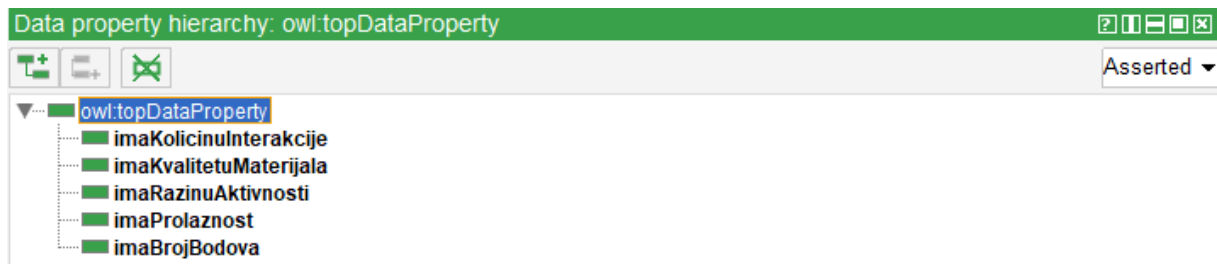 Data property hierarchy: owl:topDataProperty
Asserted
owl:topDataProperty
imaKolicinuInterakcije
imaKvalitetuMaterijala
imaRazinuAktivnosti
imaProlaznost
imaBrojBodova